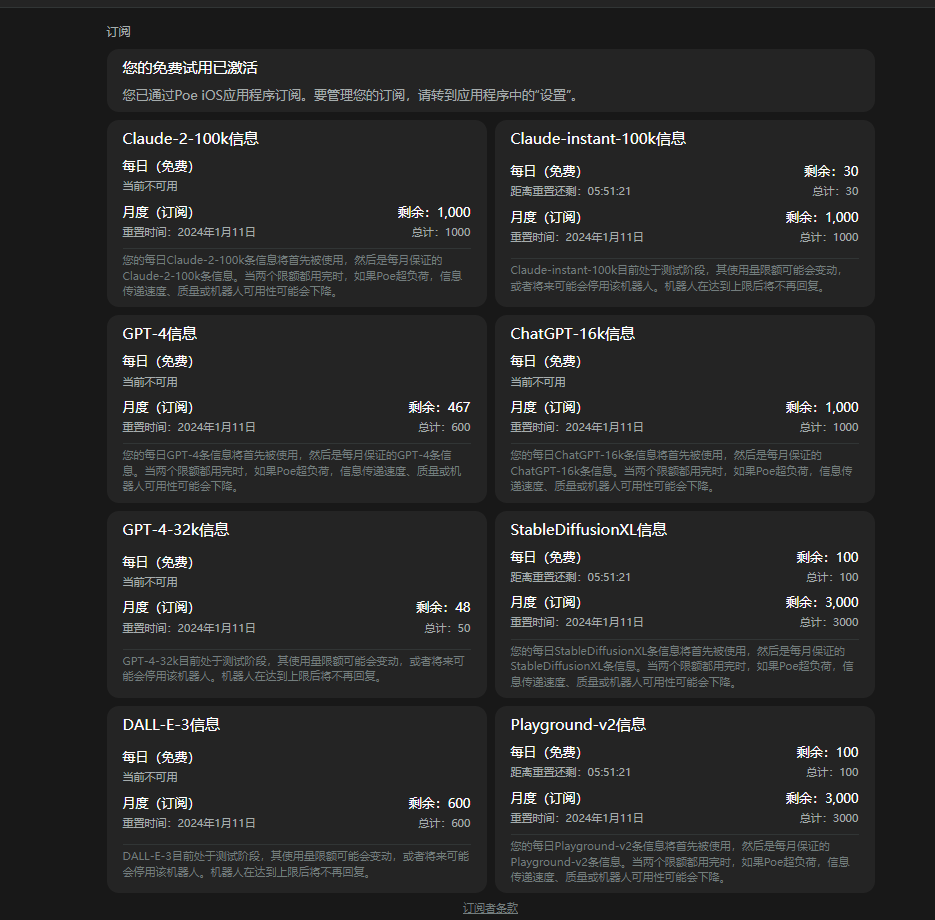 订阅
您的免费试用已激活
您已通过Poe iOS应用程序订阅。要管理您的订阅，请转到应用程序中的“设置”。
Claude-2-100k信息
每日（免费）
当前不可用
月度（订阅） 剩余：1,000
重置时间：2024年1月11日 总计：1000
您的每日Claude-2-100k条信息将首先被使用，然后是每月保证的
Claude-2-100k条信息。当两个限额都用完时，如果Poe超负荷，信息
传递速度、质量或机器人可用性可能会下降。
Claude-instant-100k信息
每日（免费） 剩余：30
距离重置还剩：05:51:21 总计：30
月度（订阅） 剩余：1,000
重置时间：2024年1月11日 总计：1000
Claude-instant-100k目前处于测试阶段，其使用量限额可能会变动，
或者将来可能会停用该机器人。机器人在达到上限后将不再回复。
GPT-4信息
每日（免费）
当前不可用
月度（订阅） 剩余：467
重置时间：2024年1月11日 总计：600
您的每日GPT-4条信息将首先被使用，然后是每月保证的GPT-4条信
息。当两个限额都用完时，如果Poe超负荷，信息传递速度、质量或机
器人可用性可能会下降。
ChatGPT-16k信息
每日（免费）
当前不可用
月度（订阅） 剩余：1,000
重置时间：2024年1月11日 总计：1000
您的每日ChatGPT-16k条信息将首先被使用，然后是每月保证的
ChatGPT-16k条信息。当两个限额都用完时，如果Poe超负荷，信息传
递速度、质量或机器人可用性可能会下降。
GPT-4-32k信息
每日（免费）
当前不可用
月度（订阅） 剩余：48
重置时间：2024年1月11日 总计：50
GPT-4-32k目前处于测试阶段，其使用量限额可能会变动，或者将来可
能会停用该机器人。机器人在达到上限后将不再回复。
StableDiffusionXL信息
每日（免费） 剩余：100
距离重置还剩：05:51:21 总计：100
月度（订阅） 剩余：3,000
重置时间：2024年1月11日 总计：3000
您的每日StableDiffusionXL条信息将首先被使用，然后是每月保证的
StableDiffusionXL条信息。当两个限额都用完时，如果Poe超负荷，信
息传递速度、质量或机器人可用性可能会下降。
DALL-E-3信息
每日（免费）
当前不可用
月度（订阅） 剩余：600
重置时间：2024年1月11日 总计：600
DALL-E-3目前处于测试阶段，其使用量限额可能会变动，或者将来可能
会停用该机器人。机器人在达到上限后将不再回复。
Playground-v2信息
每日（免费） 剩余：100
距离重置还剩：05:51:21 总计：100
月度（订阅） 剩余：3,000
重置时间：2024年1月11日 总计：3000
您的每日Playground-v2条信息将首先被使用，然后是每月保证的
Playground-v2条信息。当两个限额都用完时，如果Poe超负荷，信息
传递速度、质量或机器人可用性可能会下降。
订阅者条款